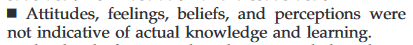 ■ Attitudes, feelings, beliefs, and perceptions were
not indicative of actual knowledge and learning.